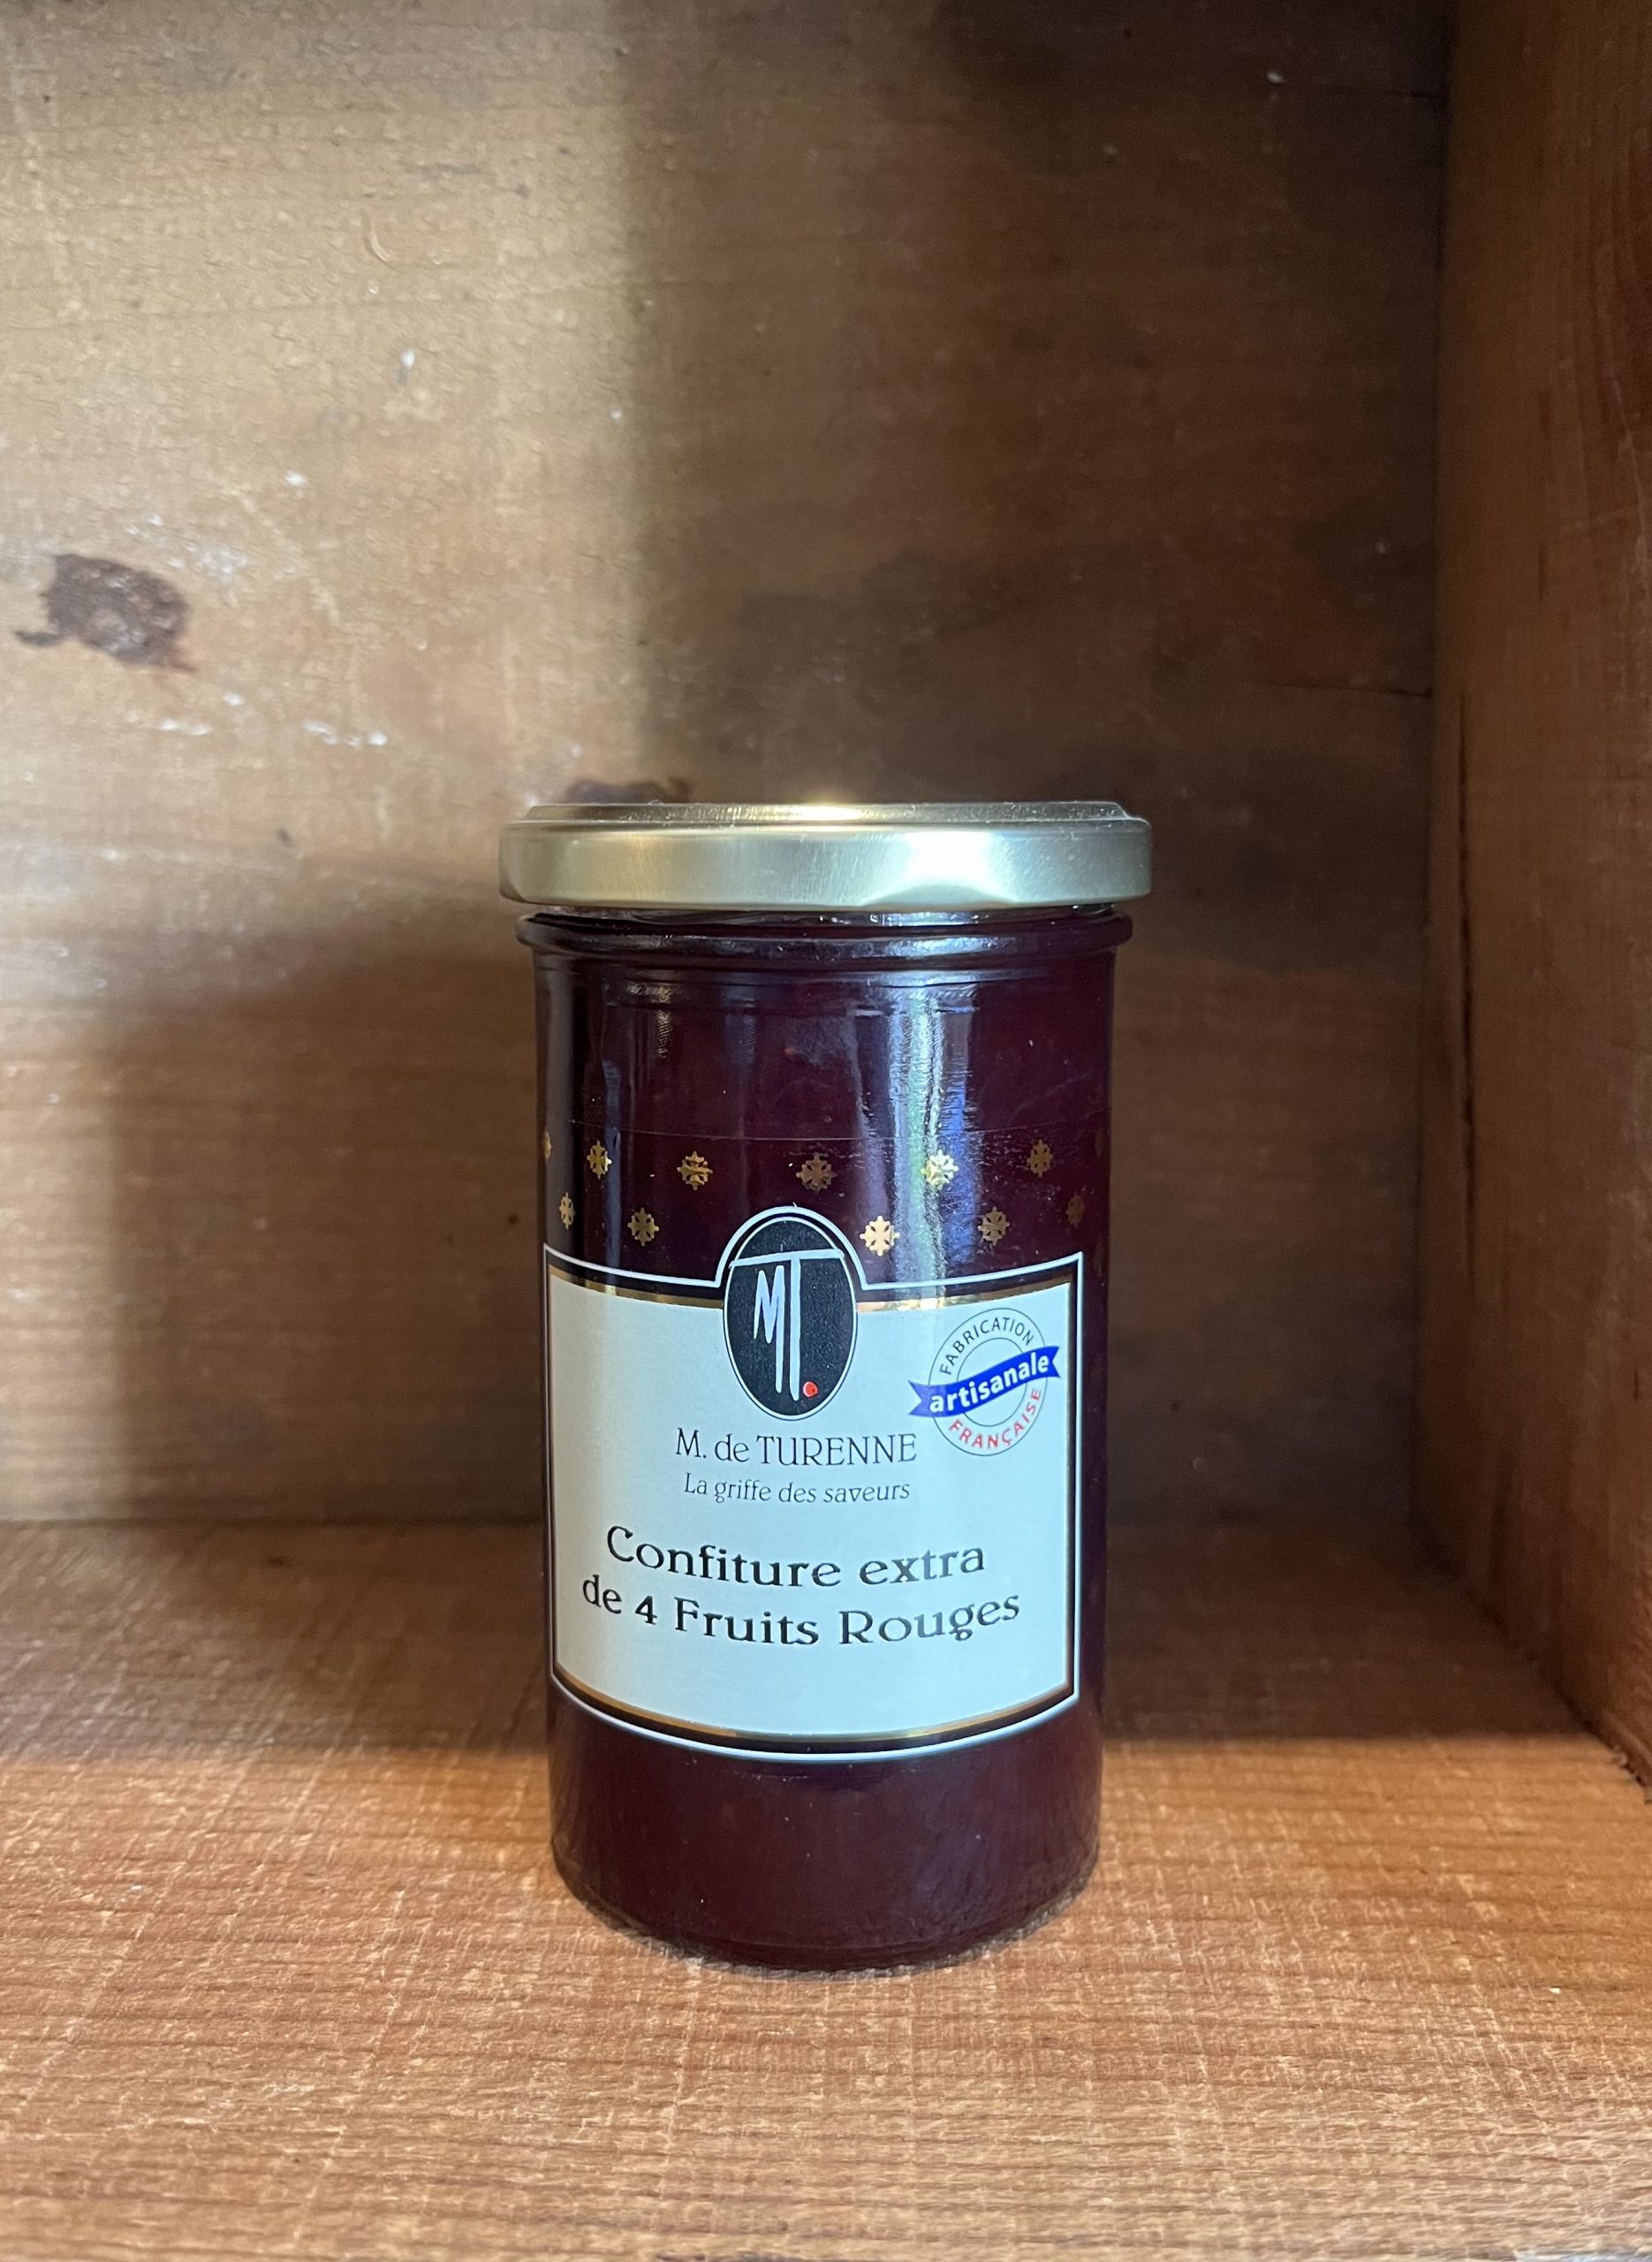 MT.
FABRICATION
artisanale
FRANÇAISE
M. de TURENNE
La griffe des saveurs
Confiture extra
de 4 Fruits Rouges